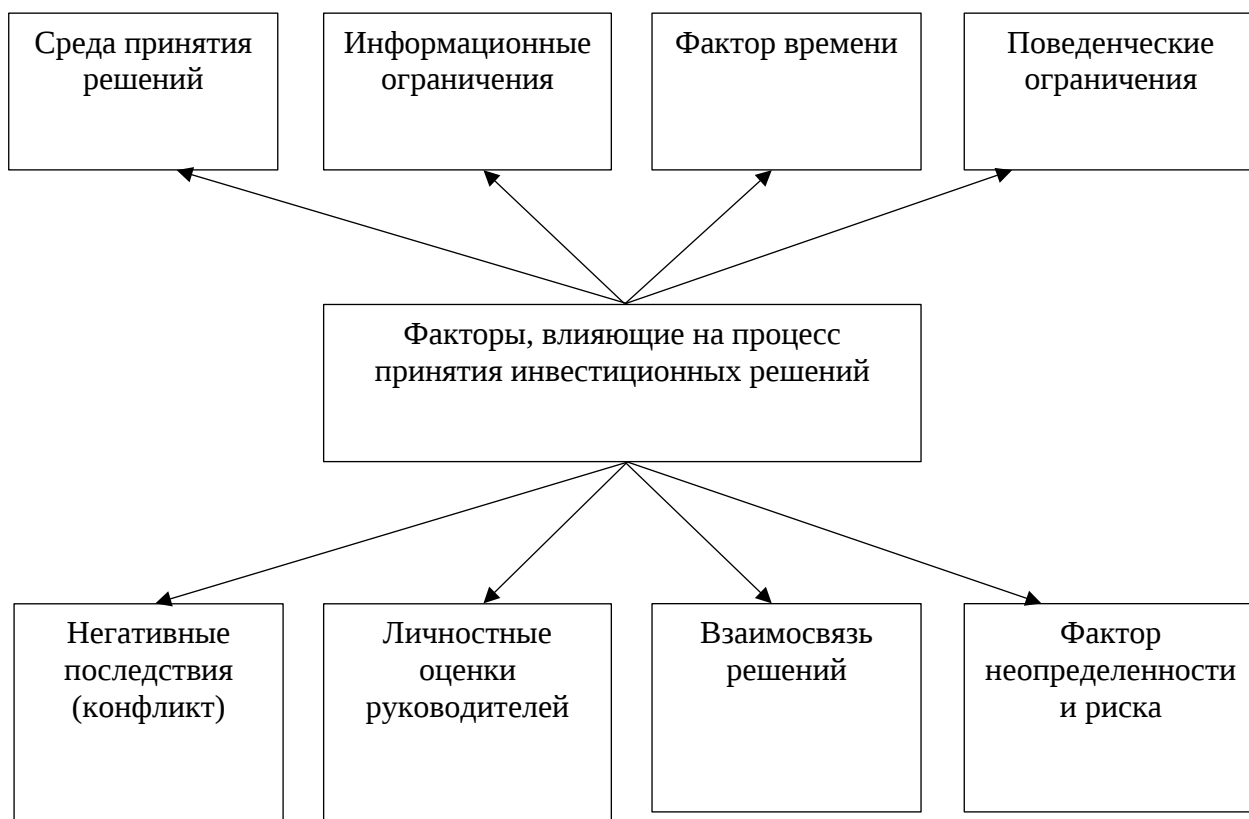 Среда принятия
решений
Информационные
ограничения
Фактор времени
Поведенческие
ограничения
Факторы, влияющие на процесс
принятия инвестиционных решений
Негативные
последствия
(конфликт)
Личностные
оценки
руководителей
Взаимосвязь
решений
Фактор
неопределенности
и риска